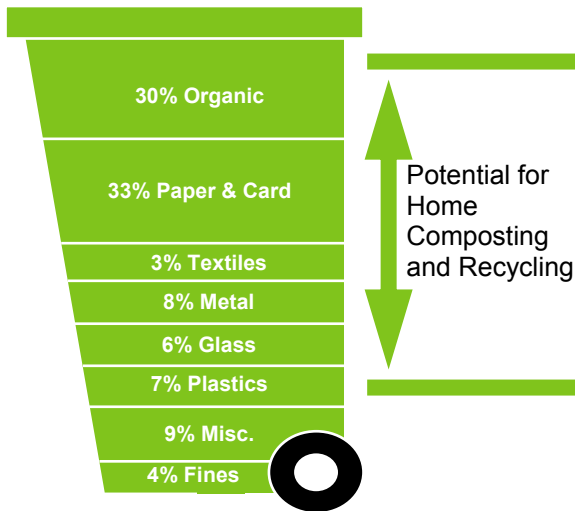 30% Organic
33% Paper & Card
3% Textiles
8% Metal
6% Glass
7% Plastics
9% Misc.
4% Fines
Potential for
Home
Composting
and Recycling